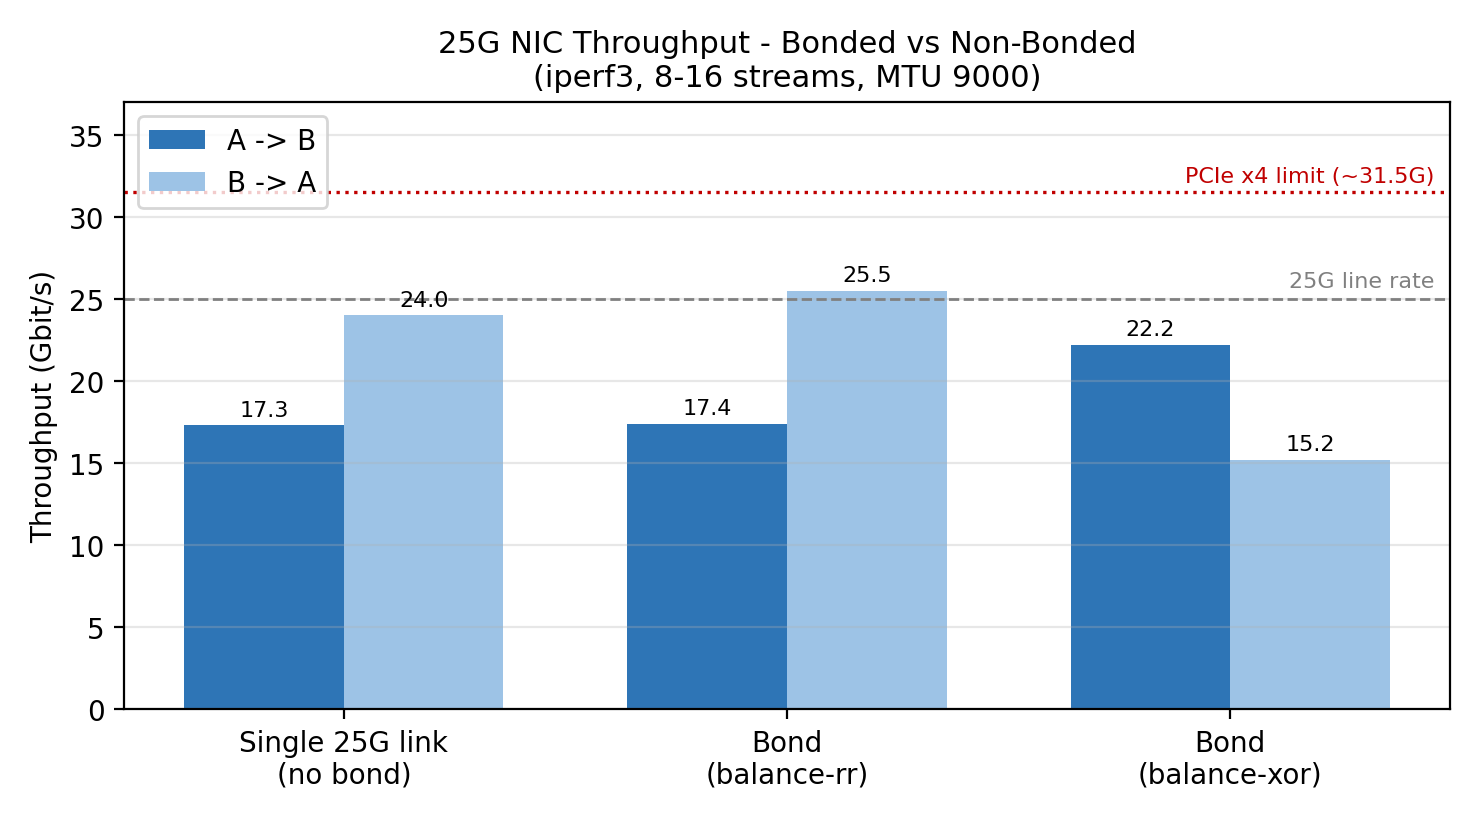 25G NIC Throughput - Bonded vs Non-Bonded
(iperf3, 8-16 streams, MTU 9000)
A -> B
B -> A
PCIe x4 limit (~31.5G)
25G line rate
Throughput (Gbit/s)
35
30
25
20
15
10
5
0
17.3
24.0
17.4
25.5
22.2
15.2
Single 25G link
(no bond)
Bond
(balance-rr)
Bond
(balance-xor)